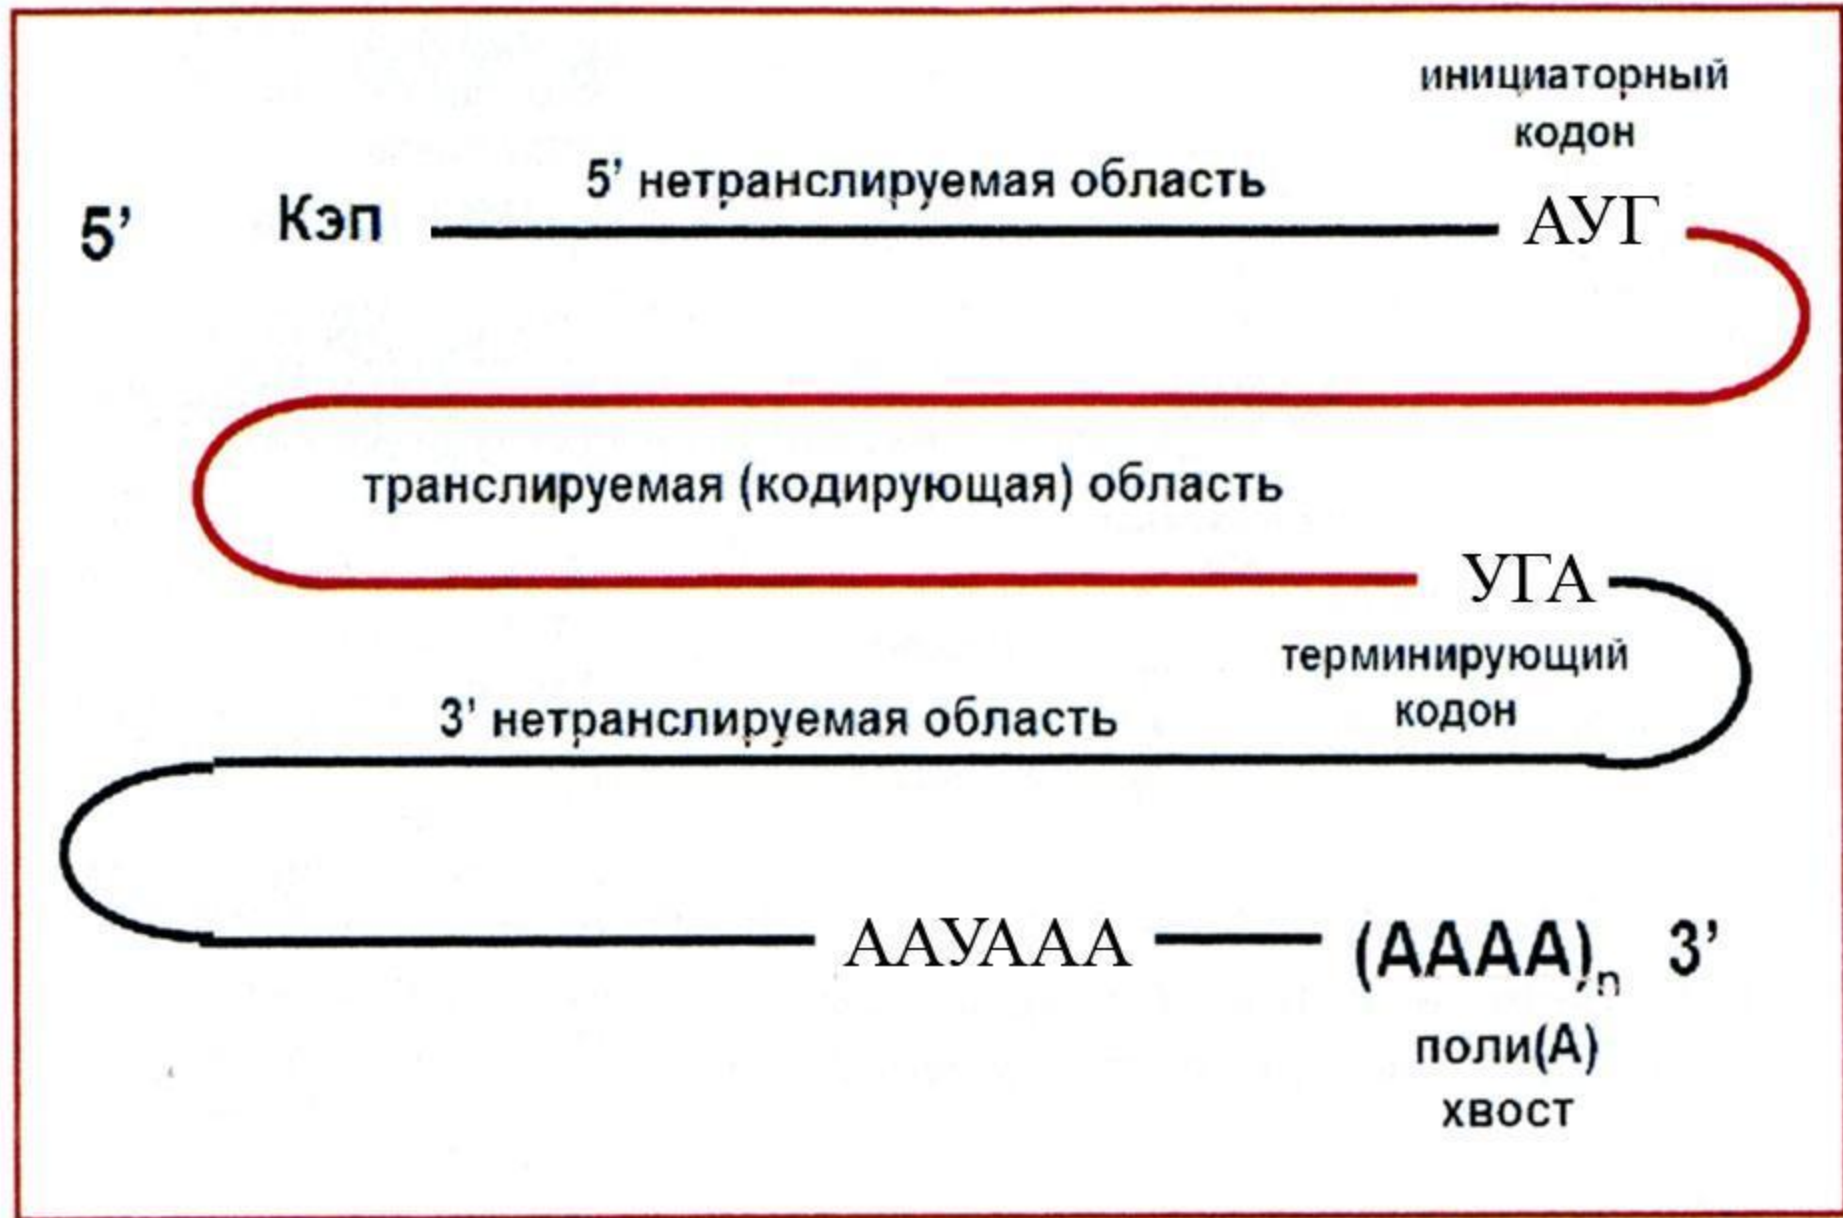 инициаторный
кодон
5' нетранслируемая область
5' Кэп АУГ
транслируемая (кодирующая) область
УГА
терминирующий
кодон
3' нетранслируемая область
ААУААА (АААА)n 3'
поли(А)
хвост